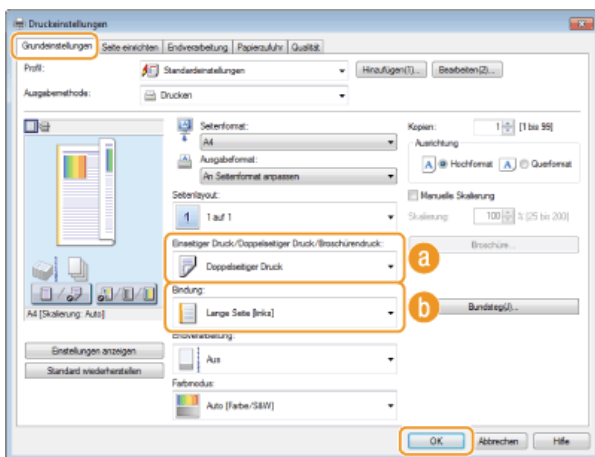 Druckeinstellungen
Grundeinstellungen Seite einrichten Endverarbeitung Papierzufuhr Qualität
Profil: Standardeinstellungen Hinzufügen(1)... Bearbeiten(2)...
Ausgabemethode: Drucken
Seitenformat:
A4
Ausgabeformat:
An Seitenformat anpassen
Seitenlayout:
1 1 auf 1
Einseitiger Druck/Doppelseitiger Druck/Broschürendruck:
Doppelseitiger Druck
a
Bindung:
Lange Seite [links]
b
Endverarbeitung:
Aus
Farbmodus:
Auto [Farbe/S&W]
Kopien: 1 [1 bis 99]
Ausrichtung
A Hochformat A Querformat
Manuelle Skalierung
Skalierung: 100 % [25 bis 200]
Broschüre...
Bundsteg(J)...
A4 [Skalierung: Auto]
Einstellungen anzeigen
Standard wiederherstellen
OK Abbrechen Hilfe